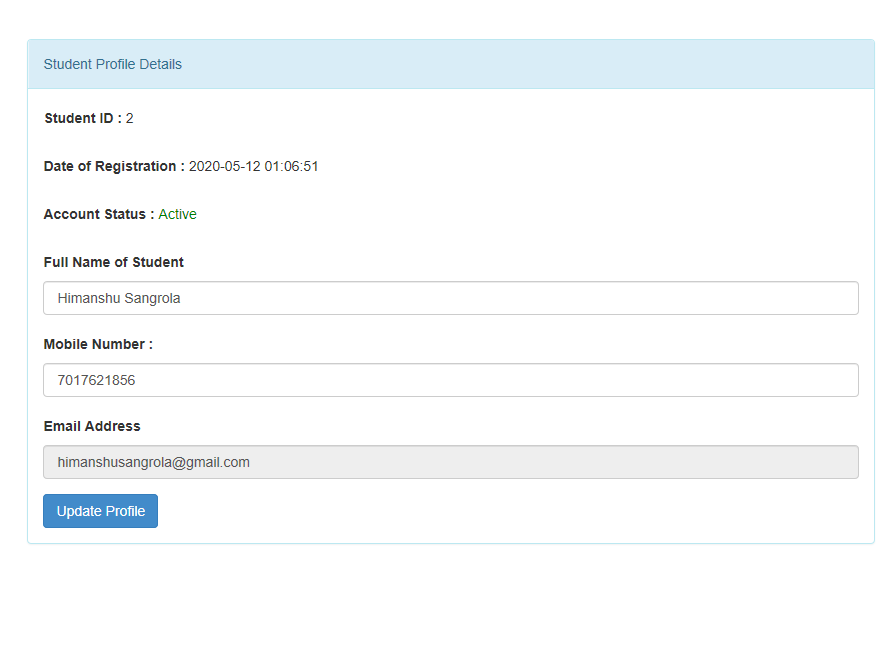 Student Profile Details
Student ID : 2
Date of Registration : 2020-05-12 01:06:51
Account Status : Active
Full Name of Student
Himanshu Sangrola
Mobile Number :
7017621856
Email Address
himanshusangrola@gmail.com
Update Profile